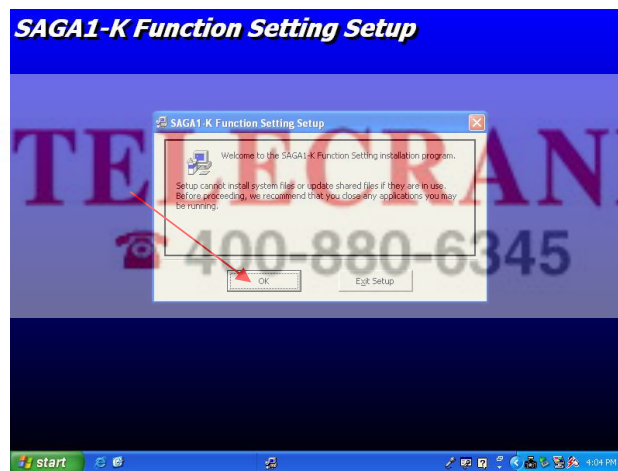 SAGA1-K Function Setting Setup
SAGA1-K Function Setting Setup
Welcome to the SAGA1-K Function Setting installation program.
Setup cannot install system files or update shared files if they are in use.
Before proceeding, we recommend that you close any applications you may
be running.
OK
Exit Setup
TELECRAN
☎ 400-880-6345
start
4:04 PM